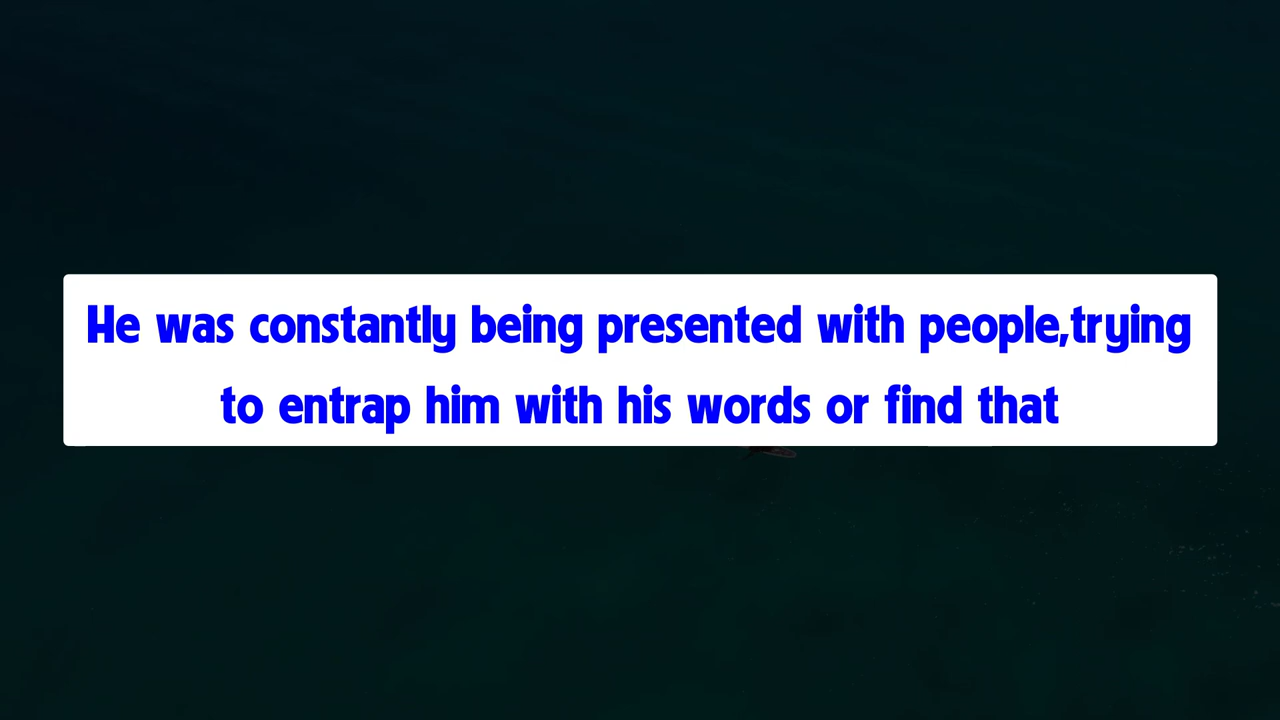 He was constantly being presented with people,trying
to entrap him with his words or find that